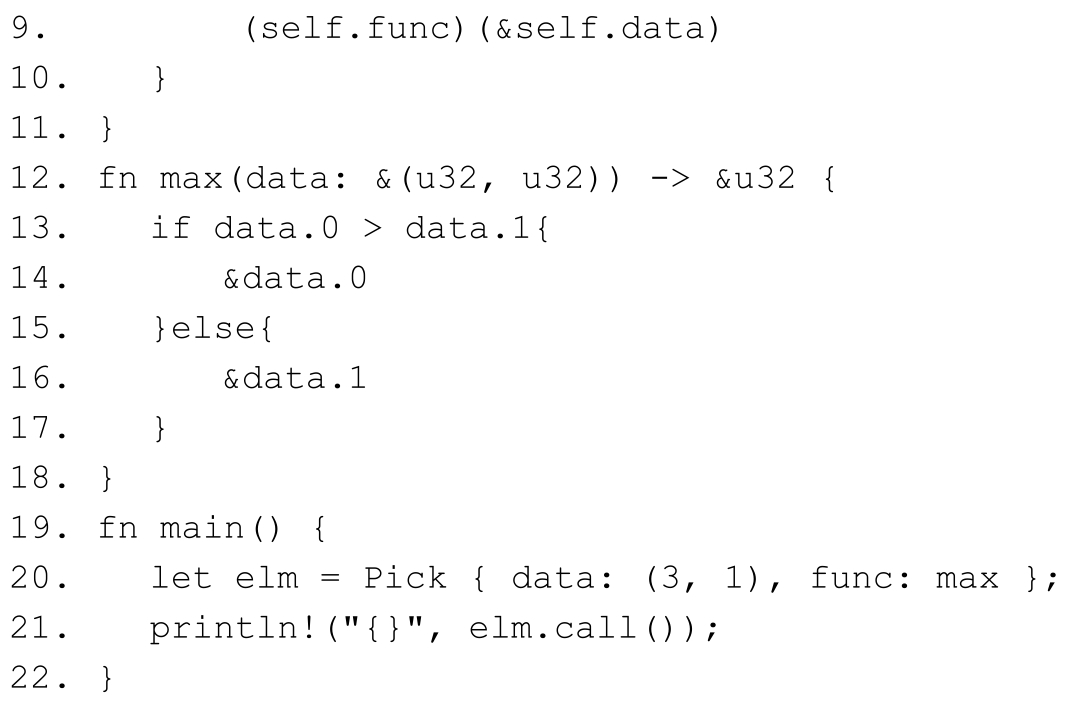 9.          (self.func)(&self.data)
10.    }
11. }
12. fn max(data: &(u32, u32)) -> &u32 {
13.    if data.0 > data.1{
14.        &data.0
15.    }else{
16.        &data.1
17.    }
18. }
19. fn main() {
20.    let elm = Pick { data: (3, 1), func: max };
21.    println!("{}", elm.call());
22. }